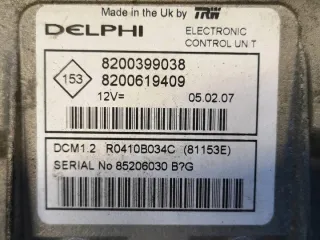 Made in the Uk by TRW
DELPHI
ELECTRONIC
CONTROL UNIT
8200399038
153
8200619409
12V=
05.02.07
DCM1.2 R0410B034C (81153E)
SERIAL No 85206030 B?G